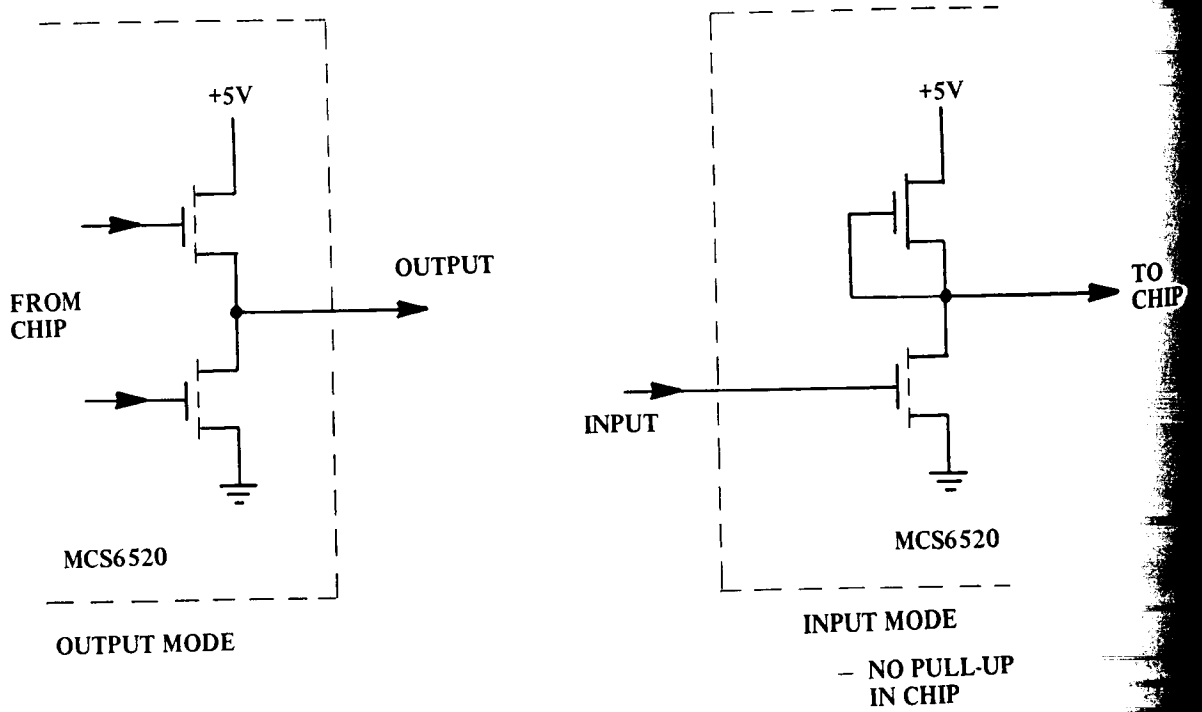 +5V
FROM
CHIP
OUTPUT
MCS6520
OUTPUT MODE
+5V
INPUT
TO
CHIP
MCS6520
INPUT MODE
– NO PULL-UP
IN CHIP